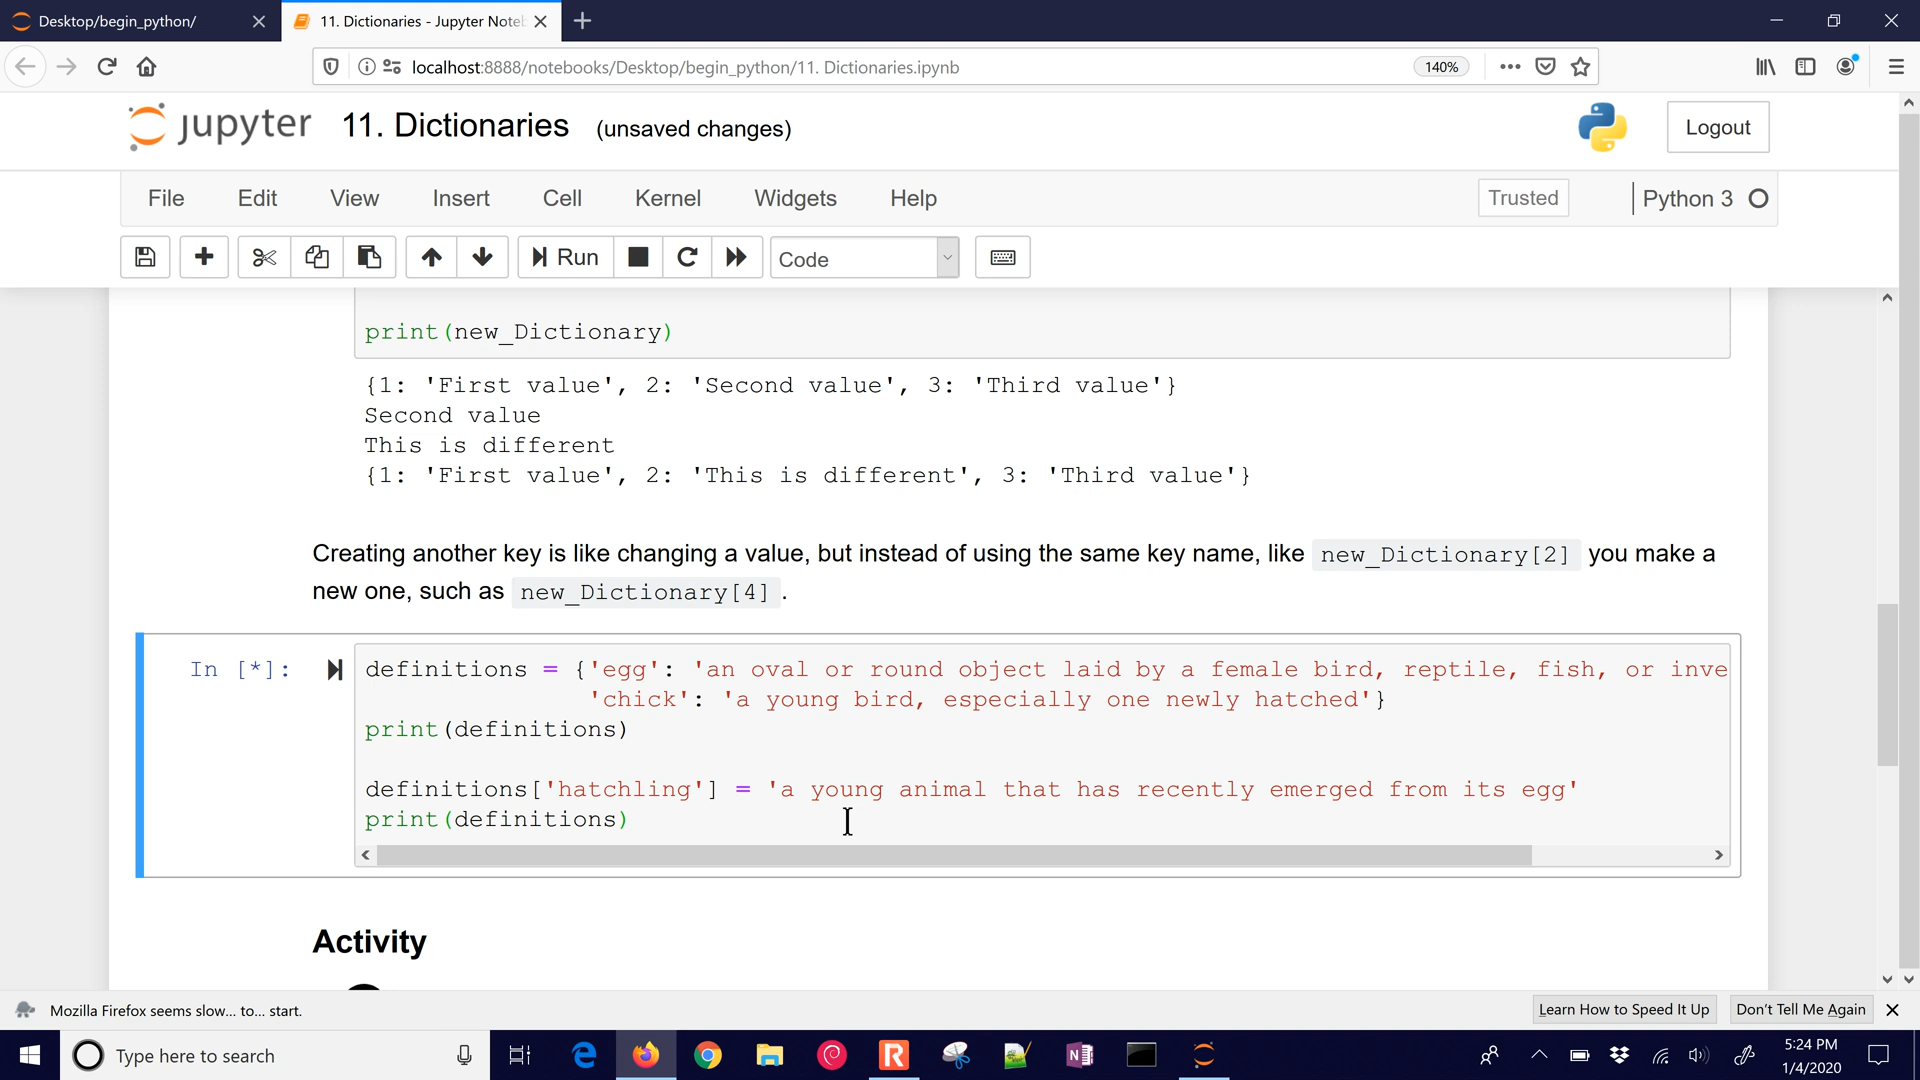 Desktop/begin_python/
11. Dictionaries - Jupyter Note
localhost:8888/notebooks/Desktop/begin_python/11. Dictionaries.ipynb
140%
jupyter
11. Dictionaries
(unsaved changes)
Logout
File
Edit
View
Insert
Cell
Kernel
Widgets
Help
Trusted
Python 3
Run
Code
print(new_Dictionary)
{1: 'First value', 2: 'Second value', 3: 'Third value'}
Second value
This is different
{1: 'First value', 2: 'This is different', 3: 'Third value'}
Creating another key is like changing a value, but instead of using the same key name, like new_Dictionary[2] you make a
new one, such as new_Dictionary[4] .
In [*]:
definitions = {'egg': 'an oval or round object laid by a female bird, reptile, fish, or inve
'chick': 'a young bird, especially one newly hatched'}
print(definitions)
definitions['hatchling'] = 'a young animal that has recently emerged from its egg'
print(definitions)
Activity
Mozilla Firefox seems slow... to... start.
Learn How to Speed It Up
Don't Tell Me Again
Type here to search
5:24 PM
1/4/2020